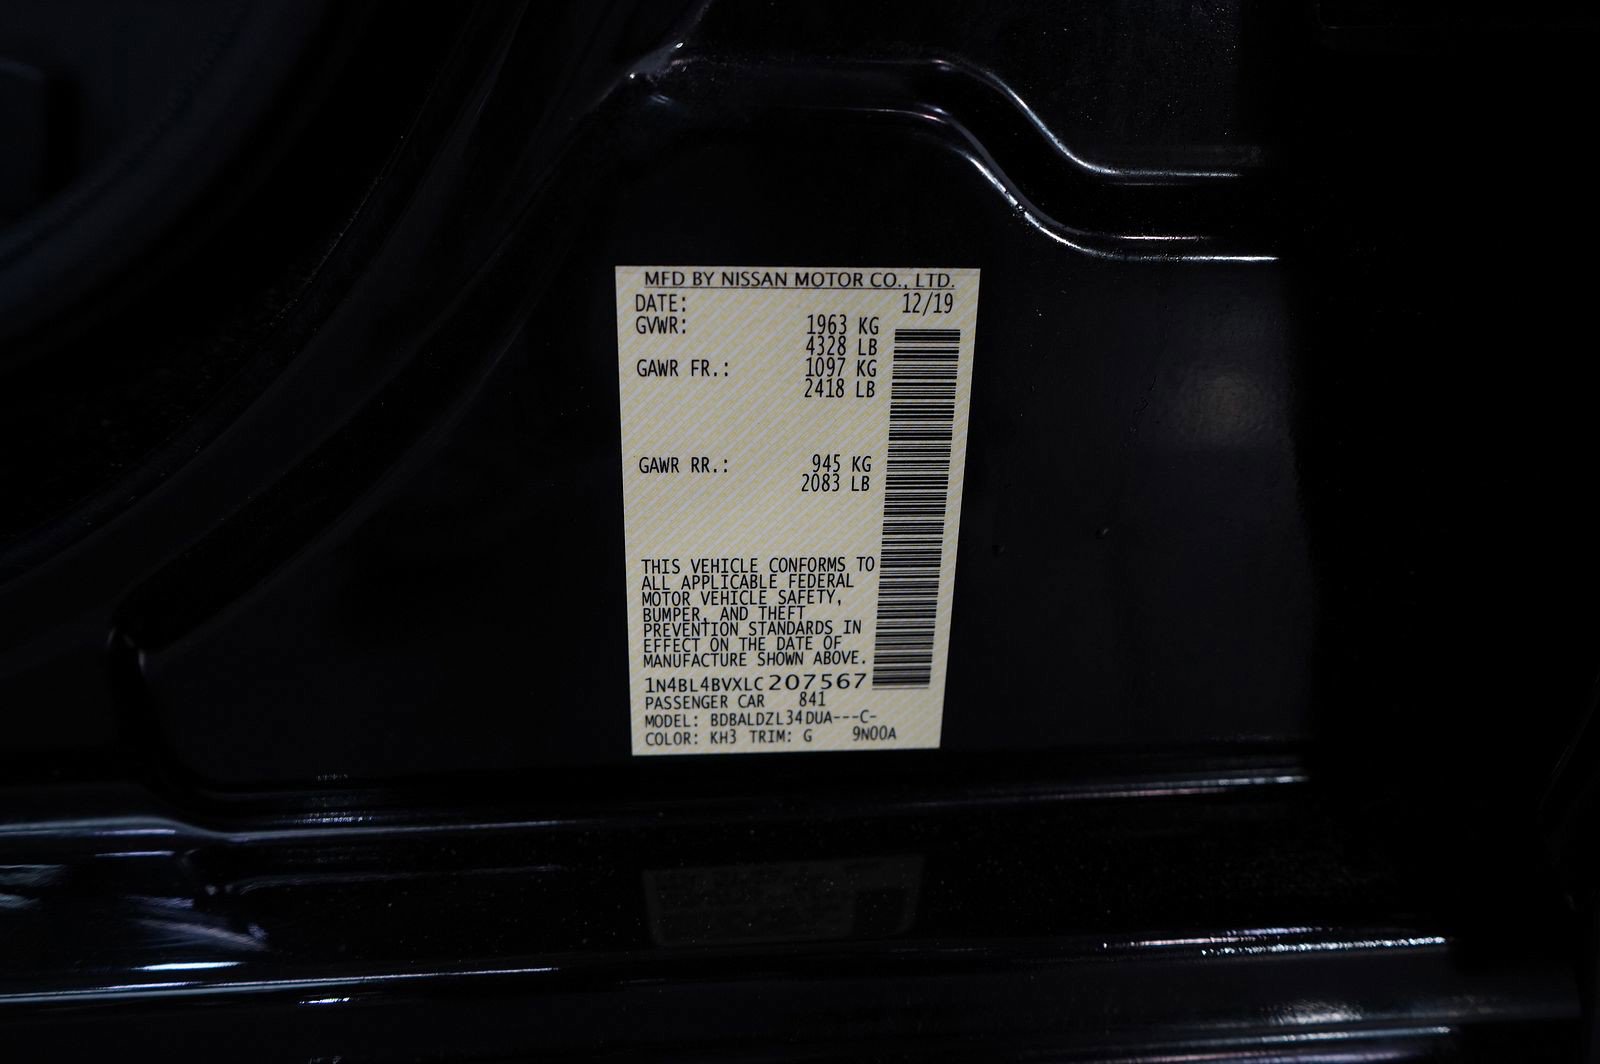 MFD BY NISSAN MOTOR CO., LTD.
DATE: 12/19
GVWR: 1963 KG
4328 LB
GAWR FR.: 1097 KG
2418 LB
GAWR RR.: 945 KG
2083 LB
THIS VEHICLE CONFORMS TO
ALL APPLICABLE FEDERAL
MOTOR VEHICLE SAFETY,
BUMPER, AND THEFT
PREVENTION STANDARDS IN
EFFECT ON THE DATE OF
MANUFACTURE SHOWN ABOVE.
1N4BL4BVXLC207567
PASSENGER CAR 841
MODEL: BDBALDZL34DUA---C-
COLOR: KH3 TRIM: G 9N00A